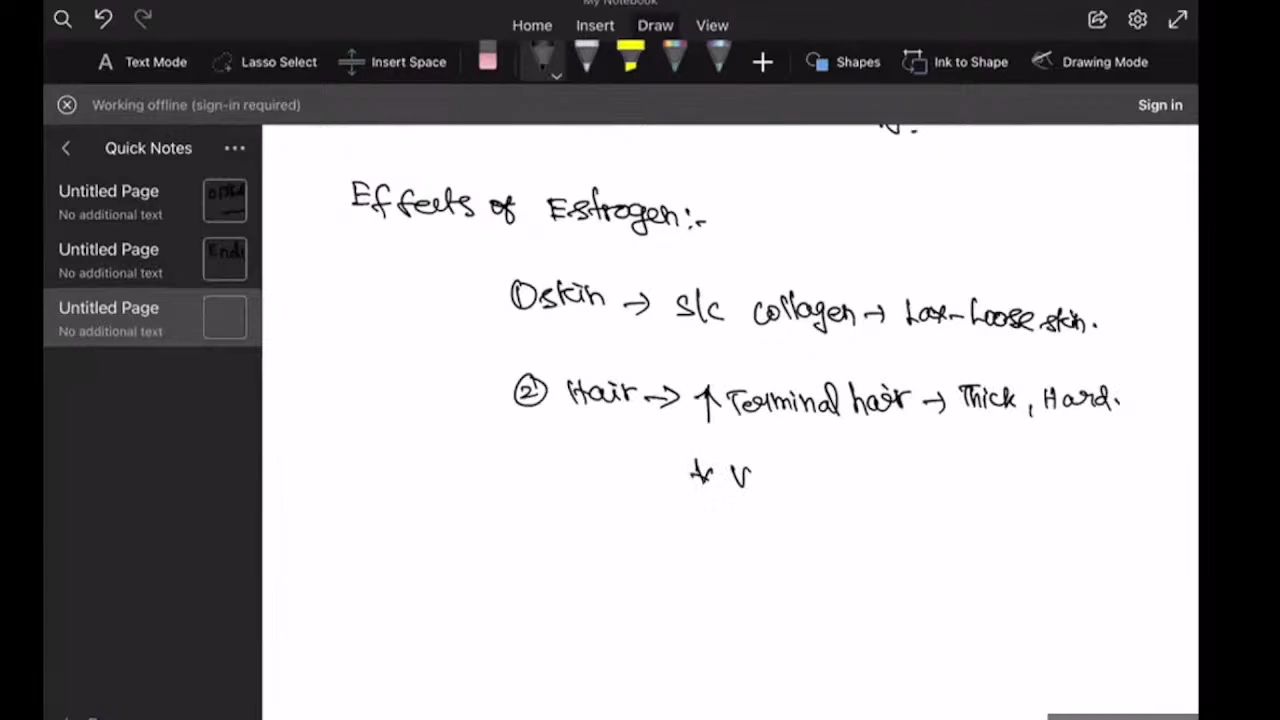 My Notebook
Home Insert Draw View
Text Mode Lasso Select Insert Space Shapes Ink to Shape Drawing Mode
Working offline (sign-in required) Sign in
Quick Notes
Untitled Page
No additional text
Untitled Page
No additional text
Untitled Page
No additional text
Effects of Estrogen:-
① Skin → S/C collagen → Lax-Loose skin.
② Hair → ↑ Terminal hair → Thick, Hard.
* V